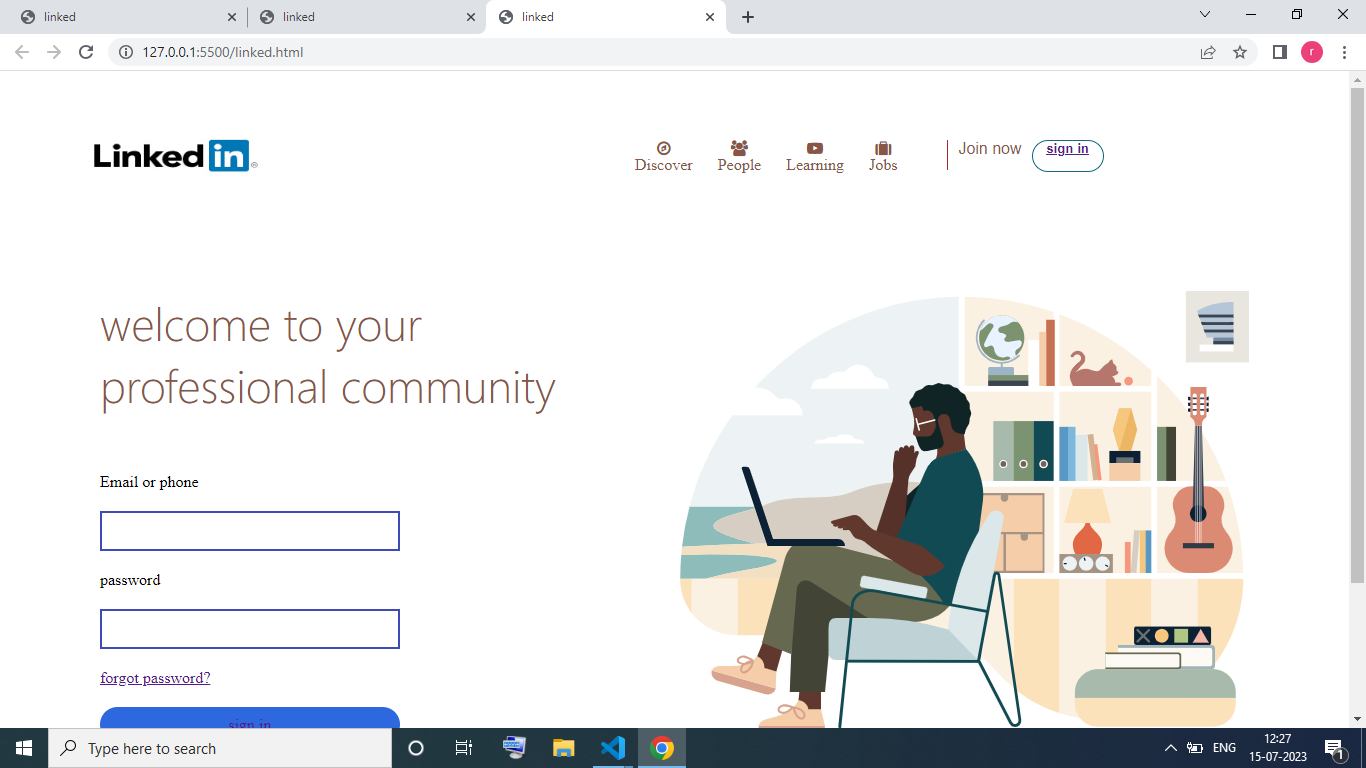 linked
linked
linked
127.0.0.1:5500/linked.html
r
Linked in ®
Discover
People
Learning
Jobs
Join now
sign in
welcome to your
professional community
Email or phone
password
forgot password?
sign in
Type here to search
ENG
12:27
15-07-2023
1